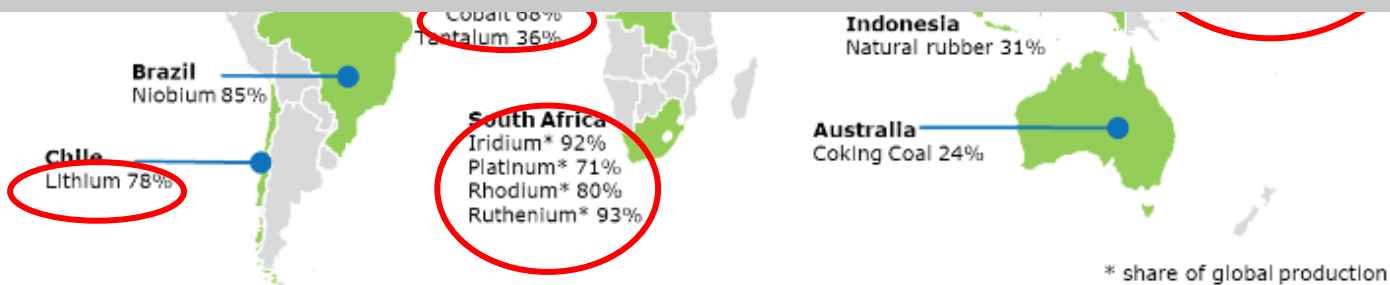 Cobalt 68%
Tantalum 36%
Indonesia
Natural rubber 31%
Brazil
Niobium 85%
South Africa
Iridium* 92%
Platinum* 71%
Rhodium* 80%
Ruthenium* 93%
Australia
Coking Coal 24%
Chile
Lithium 78%
* share of global production